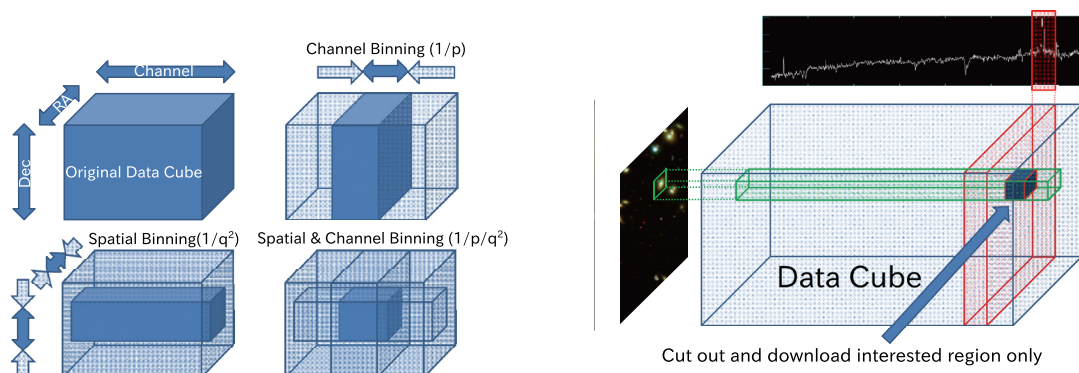 Channel Binning (1/p)
Channel
RA
Dec
Original Data Cube
Spatial Binning(1/q²)
Spatial & Channel Binning (1/p/q²)
Data Cube
Cut out and download interested region only